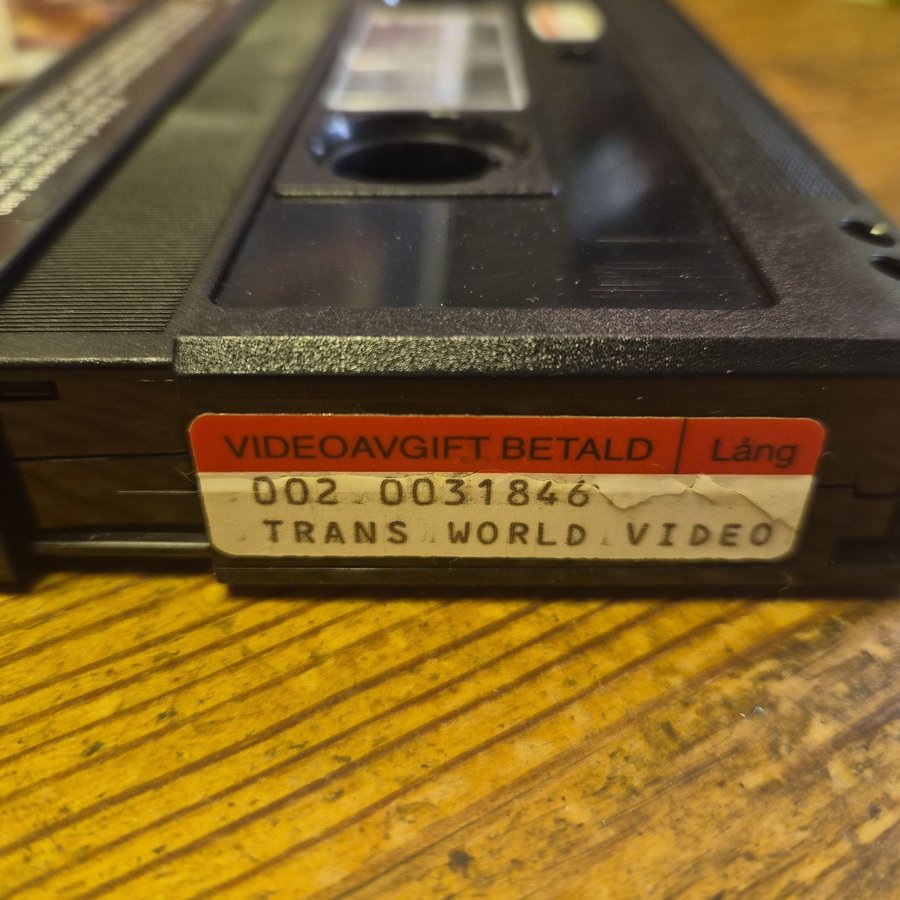 VIDEOAVGIFT BETALD Lång
002 0031846
TRANS WORLD VIDEO